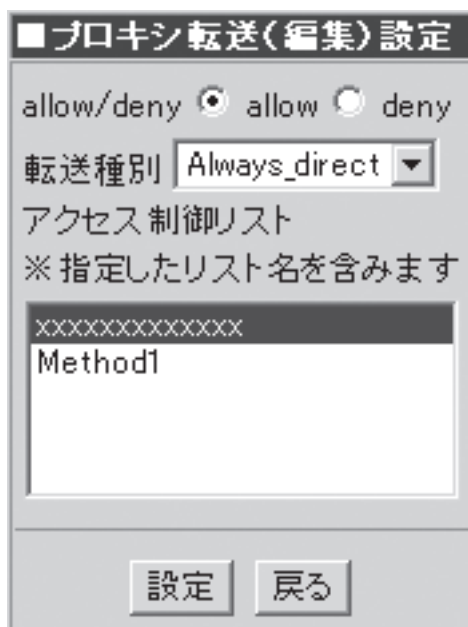 ■プロキシ転送(編集)設定
allow/deny allow deny
転送種別 Always_direct
アクセス制御リスト
※指定したリスト名を含みます
xxxxxxxxxxxxx
Method1
設定 戻る